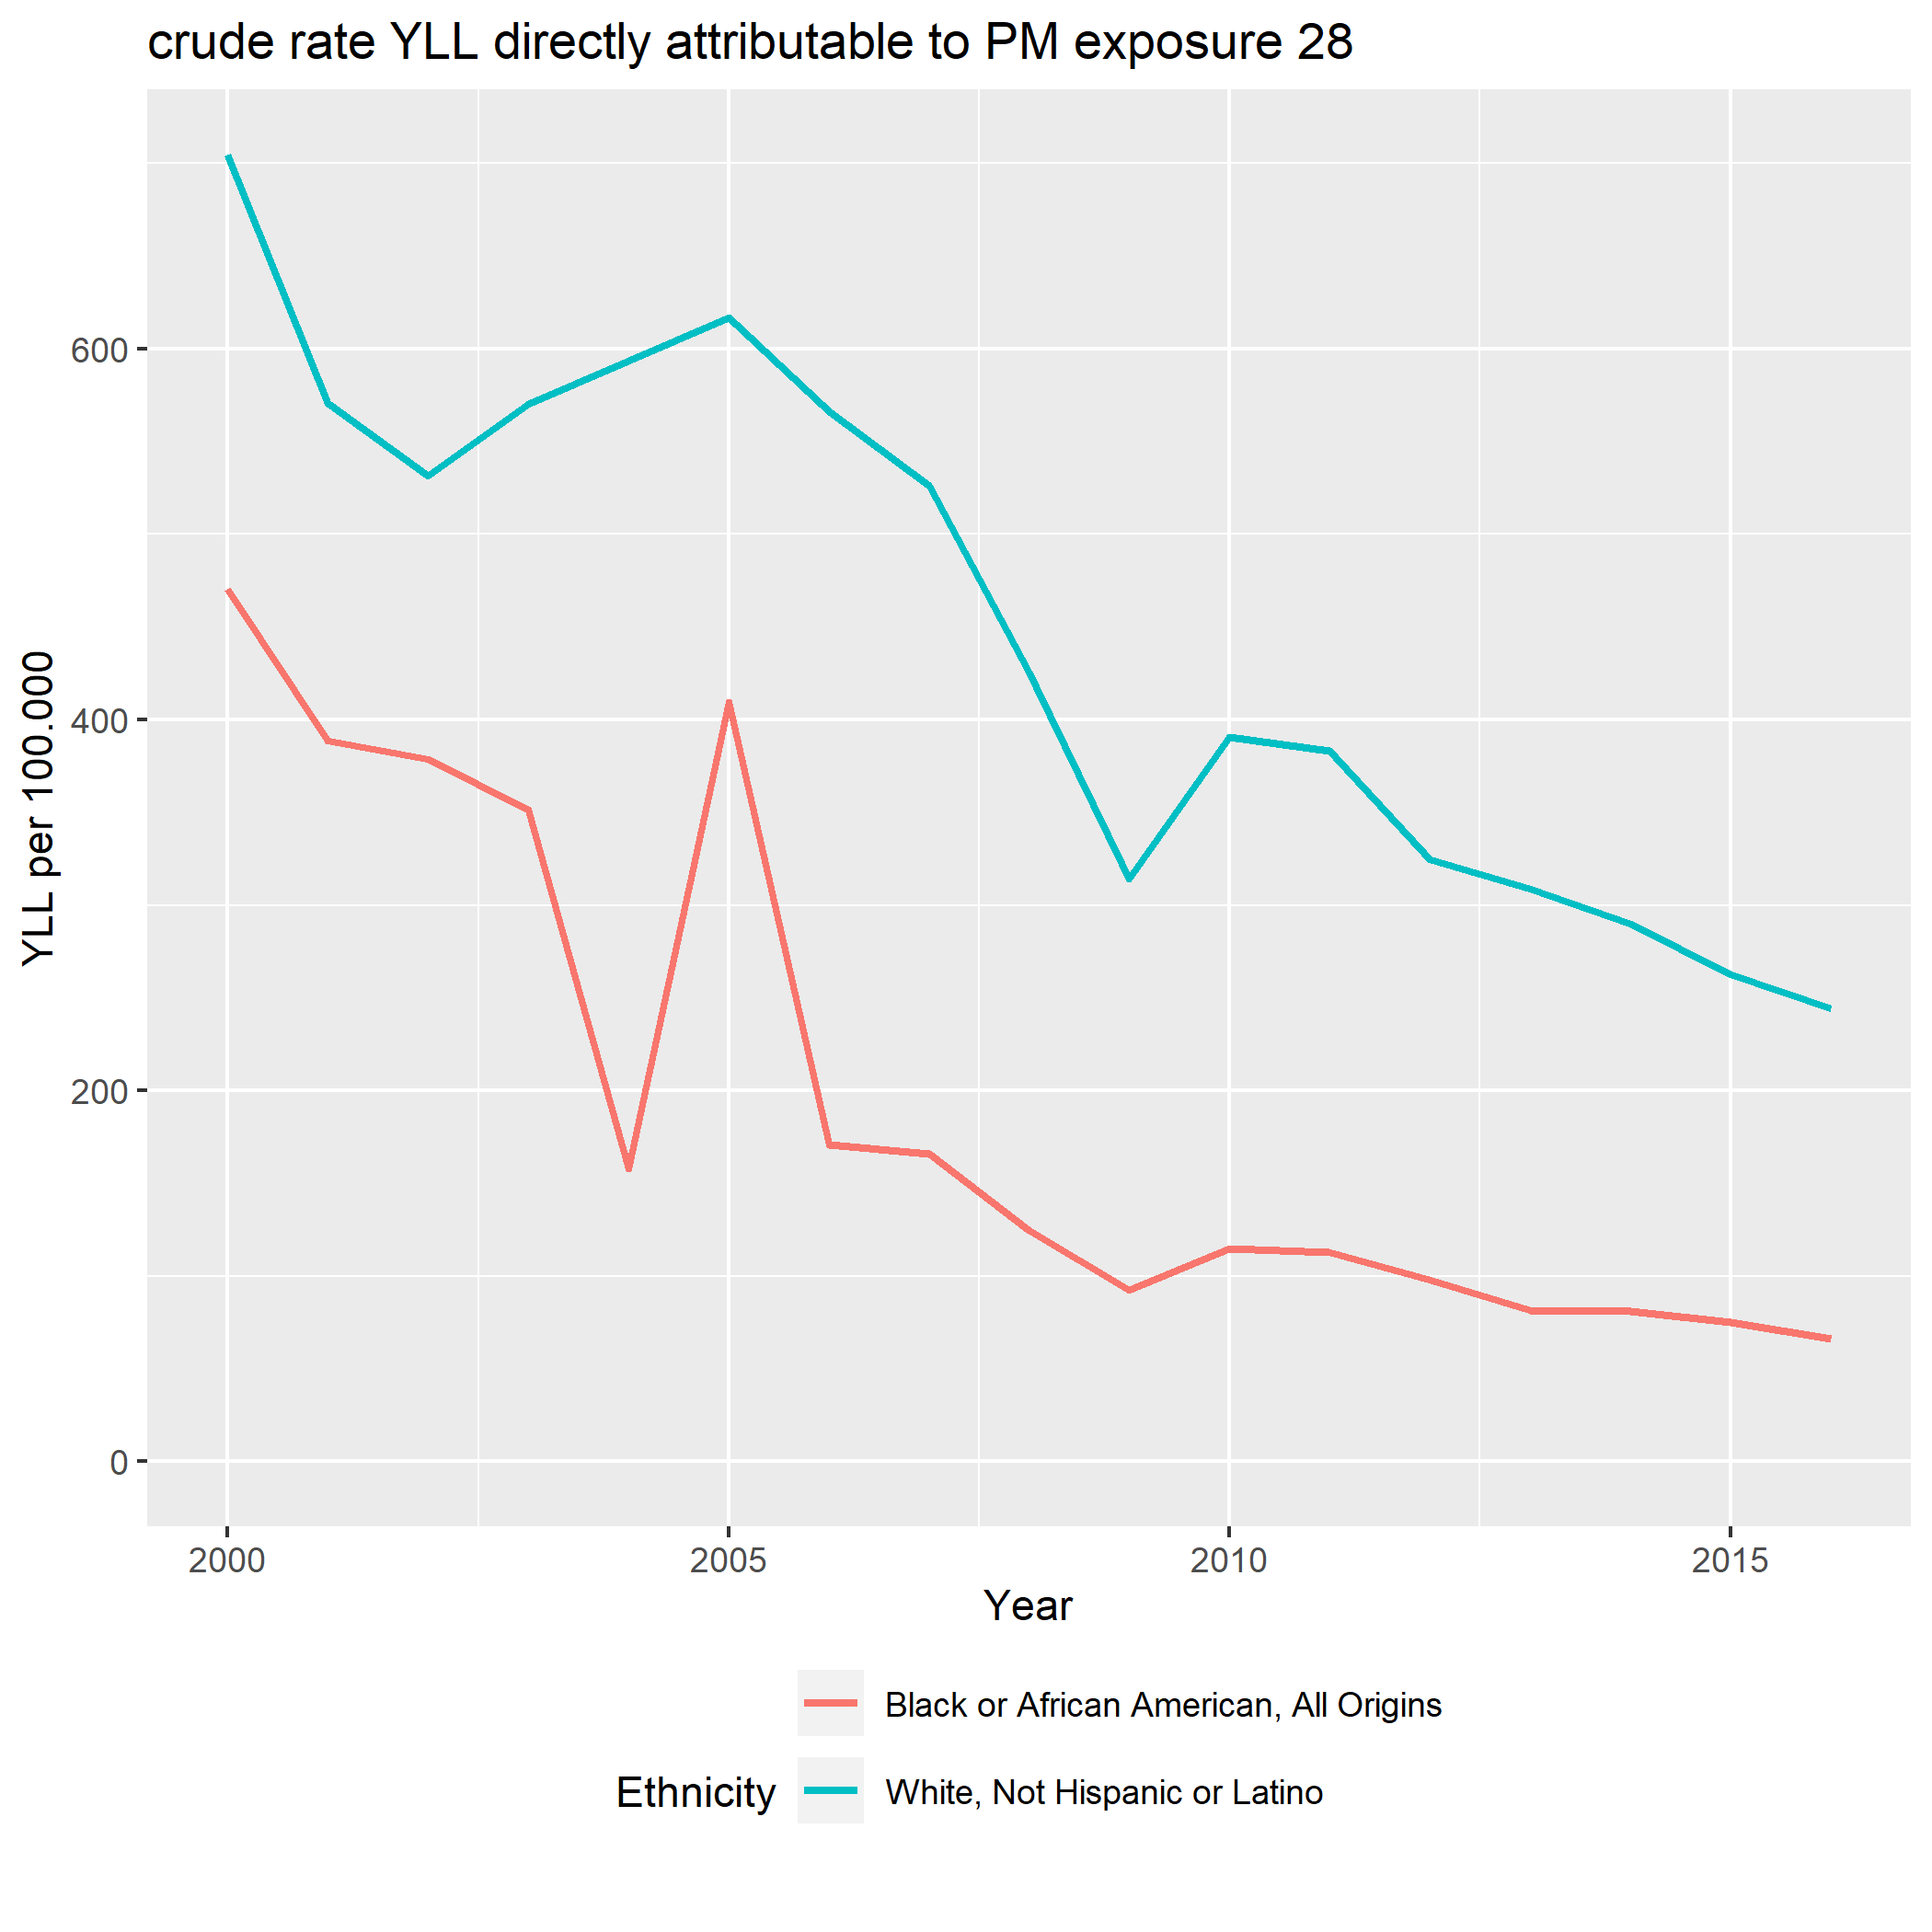 crude rate YLL directly attributable to PM exposure 28
YLL per 100.000
600
400
200
0
2000 2005 2010 2015
Year
Ethnicity
Black or African American, All Origins
White, Not Hispanic or Latino